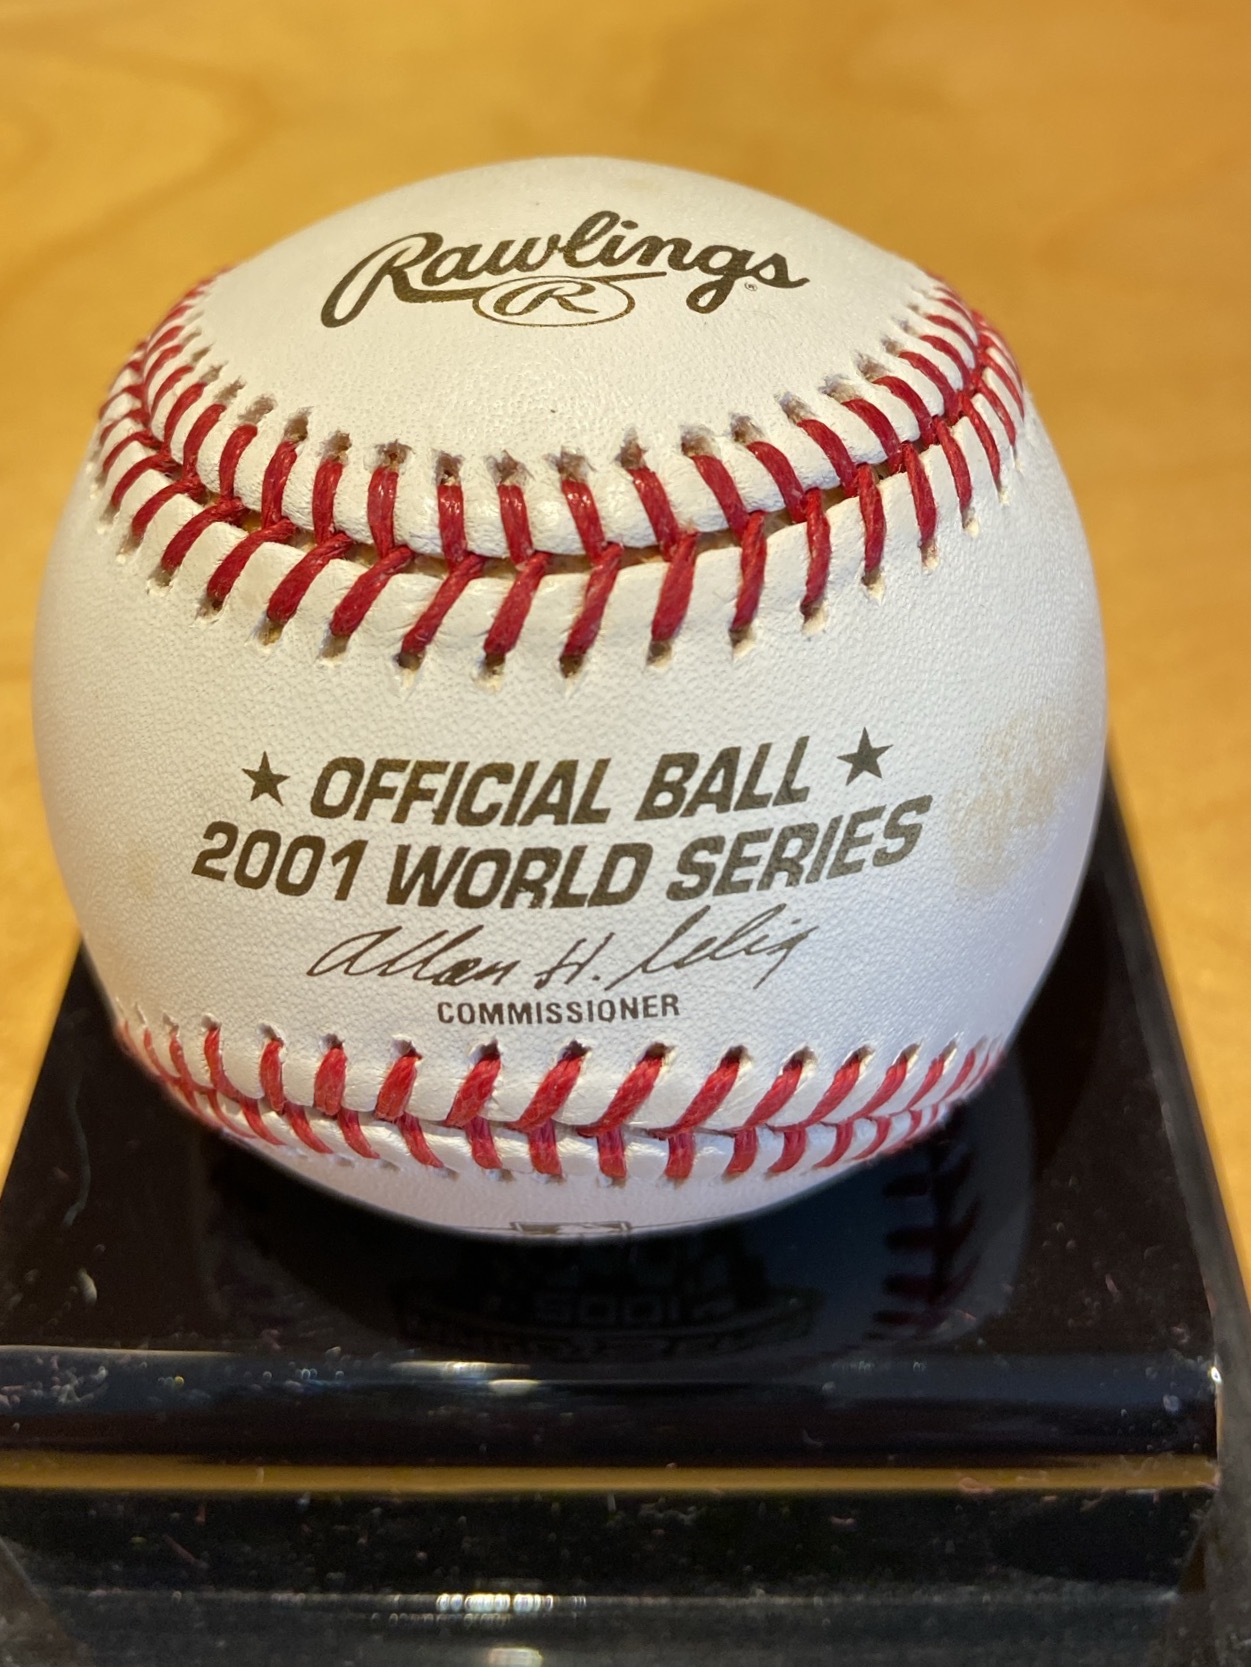 Rawlings
R
®
★ OFFICIAL BALL ★
2001 WORLD SERIES
Allan H. Selig
COMMISSIONER